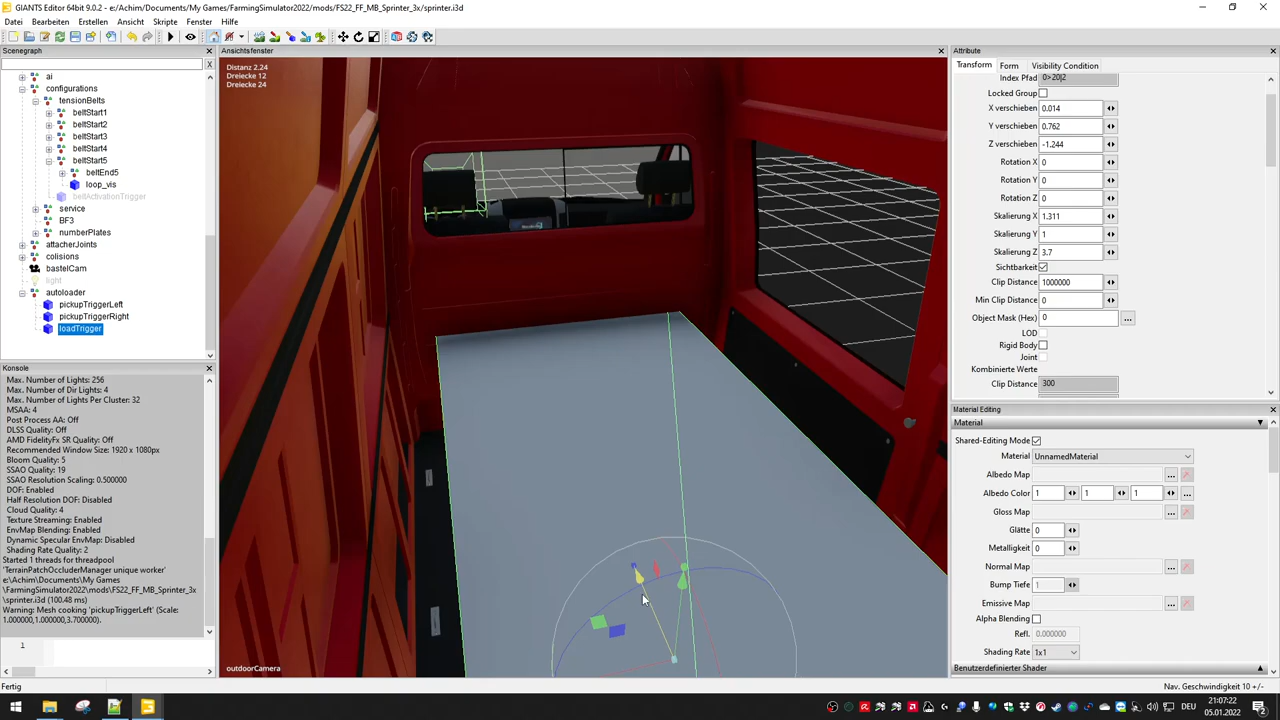 GIANTS Editor 64bit 9.0.2 - e:/Achim/Documents/My Games/FarmingSimulator2022/mods/FS22_FF_MB_Sprinter_3x/sprinter.i3d
Datei Bearbeiten Erstellen Ansicht Skripte Fenster Hilfe
Scenegraph
X
ai
configurations
tensionBelts
beltStart1
beltStart2
beltStart3
beltStart4
beltStart5
beltEnd5
loop_vis
beltActivationTrigger
service
BF3
numberPlates
attacherJoints
colisions
bastelCam
light
autoloader
pickupTriggerLeft
pickupTriggerRight
loadTrigger
Konsole
Max. Number of Lights: 256
Max. Number of Dir Lights: 4
Max. Number of Lights Per Cluster: 32
MSAA: 4
Post Process AA: Off
DLSS Quality: Off
AMD FidelityFx SR Quality: Off
Recommended Window Size: 1920 x 1080p
Bloom Quality: 5
SSAO Quality: 19
SSAO Resolution Scaling: 0.500000
DOF: Enabled
Half Resolution DOF: Disabled
Cloud Quality: 4
Texture Streaming: Enabled
EnvMap Blending: Enabled
Dynamic Specular EnvMap: Disabled
Shading Rate Quality: 2
Started 1 threads for threadpool
'TerrainPatchOccluderManager unique worker'
e:\Achim\Documents\My Games
\FarmingSimulator2022\mods\FS22_FF_MB_Sprinter_3x
\sprinter.i3d (100.48 ms)
Warning: Mesh cooking 'pickupTriggerLeft' (Scale:
1.000000,1.000000,3.700000).
1
Fertig
Ansichtsfenster
Distanz 2.24
Dreiecke 12
Dreiecke 24
outdoorCamera
Attribute
Transform Form Visibility Condition
Index Pfad 0>20|2
Locked Group
X verschieben 0.014
Y verschieben 0.762
Z verschieben -1.244
Rotation X 0
Rotation Y 0
Rotation Z 0
Skalierung X 1.311
Skalierung Y 1
Skalierung Z 3.7
Sichtbarkeit
Clip Distance 1000000
Min Clip Distance 0
Object Mask (Hex) 0 ...
LOD
Rigid Body
Joint
Kombinierte Werte
Clip Distance 300
Material Editing
Material
Shared-Editing Mode
Material UnnamedMaterial
Albedo Map ...
Albedo Color 1 1 1 ...
Gloss Map ...
Glätte 0
Metalligkeit 0
Normal Map ...
Bump Tiefe 1
Emissive Map ...
Alpha Blending
Refl. 0.000000
Shading Rate 1x1
Benutzerdefinierter Shader
Nav. Geschwindigkeit 10 +/-
DEU
21:07:22
05.01.2022